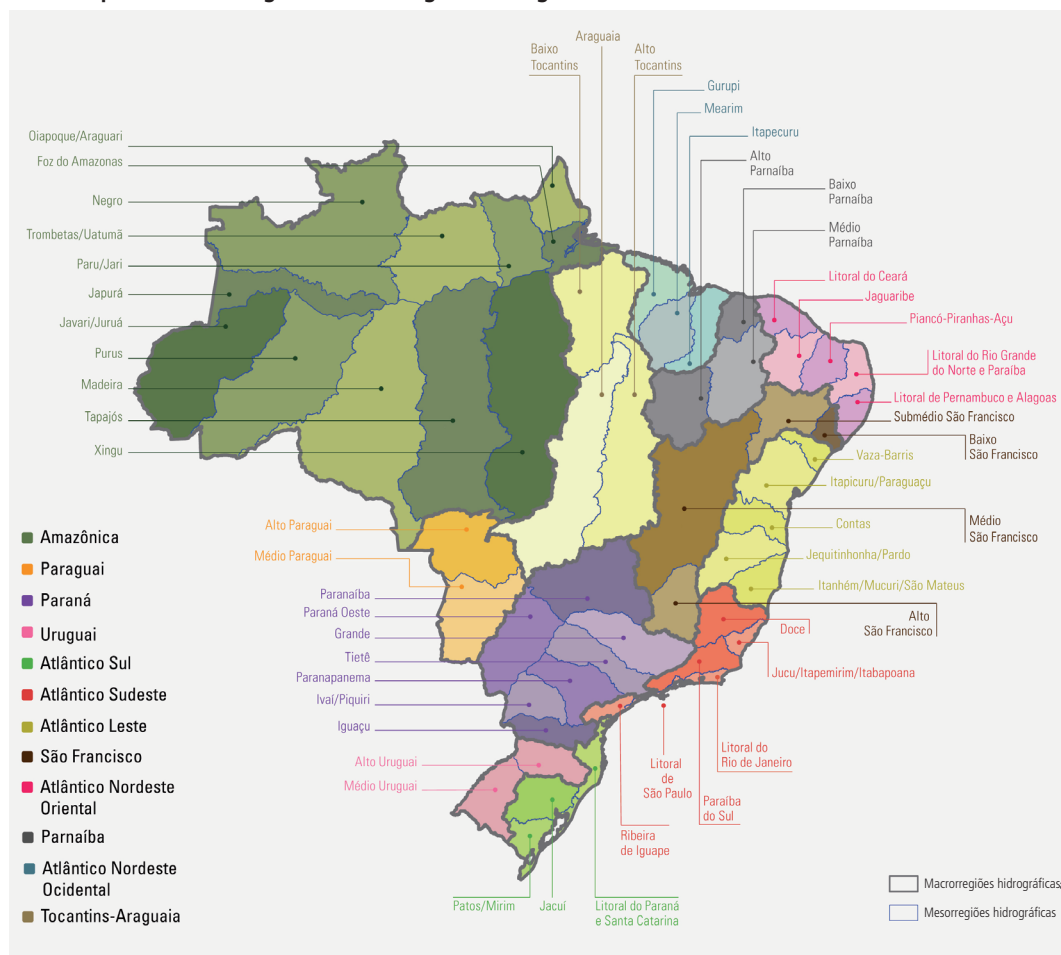 Araguaia
Baixo
Tocantins
Alto
Tocantins
Gurupi
Mearim
Itapecuru
Alto
Parnaíba
Baixo
Parnaíba
Médio
Parnaíba
Oiapoque/Araguari
Foz do Amazonas
Negro
Trombetas/Uatumã
Paru/Jari
Japurá
Javari/Juruá
Purus
Madeira
Tapajós
Xingu
Litoral do Ceará
Jaguaribe
Piancó-Piranhas-Açu
Litoral do Rio Grande
do Norte e Paraíba
Litoral de Pernambuco e Alagoas
Submédio São Francisco
Baixo
São Francisco
Vaza-Barris
Itapicuru/Paraguaçu
Contas
Médio
São Francisco
Jequitinhonha/Pardo
Itanhém/Mucuri/São Mateus
Alto
São Francisco
Doce
Jucu/Itapemirim/Itabapoana
Alto Paraguai
Médio Paraguai
Paranaíba
Paraná Oeste
Grande
Tietê
Paranapanema
Ivaí/Piquiri
Iguaçu
Alto Uruguai
Médio Uruguai
Litoral do
Rio de Janeiro
Litoral
de
São Paulo
Paraíba
do Sul
Ribeira
de Iguape
Patos/Mirim
Jacuí
Litoral do Paraná
e Santa Catarina
Amazônica
Paraguai
Paraná
Uruguai
Atlântico Sul
Atlântico Sudeste
Atlântico Leste
São Francisco
Atlântico Nordeste
Oriental
Parnaíba
Atlântico Nordeste
Ocidental
Tocantins-Araguaia
Macrorregiões hidrográficas
Mesorregiões hidrográficas